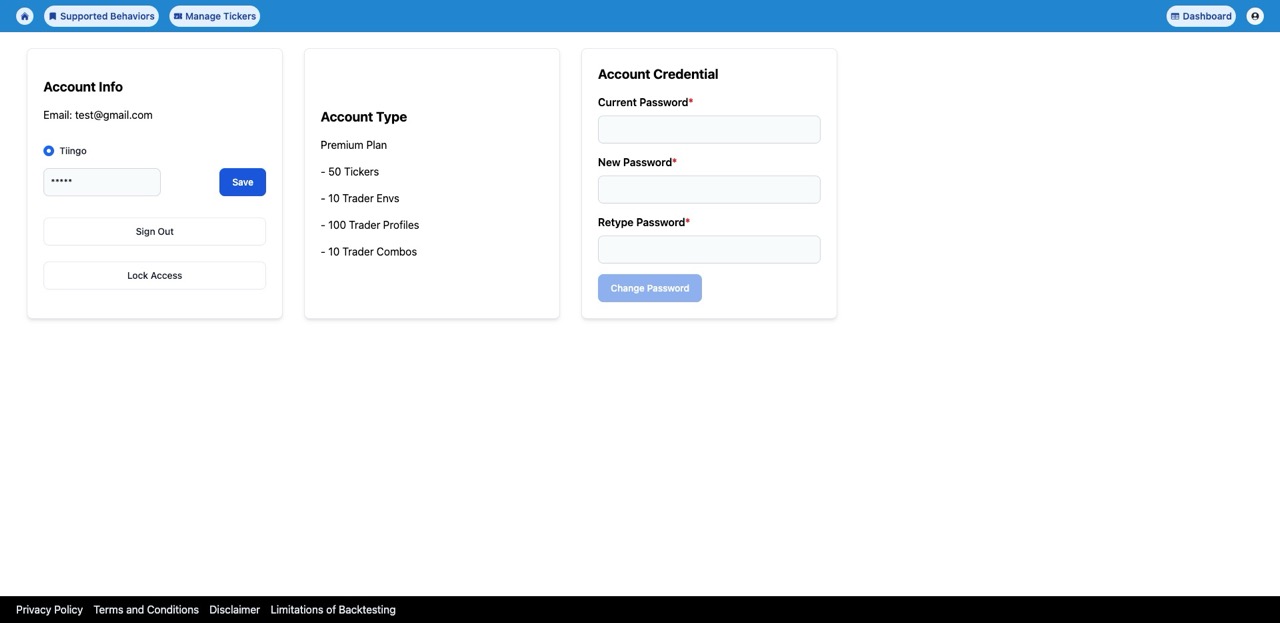 Supported Behaviors
Manage Tickers
Dashboard
Account Info
Email: test@gmail.com
Tiingo
*****
Save
Sign Out
Lock Access
Account Type
Premium Plan
- 50 Tickers
- 10 Trader Envs
- 100 Trader Profiles
- 10 Trader Combos
Account Credential
Current Password*
New Password*
Retype Password*
Change Password
Privacy Policy
Terms and Conditions
Disclaimer
Limitations of Backtesting